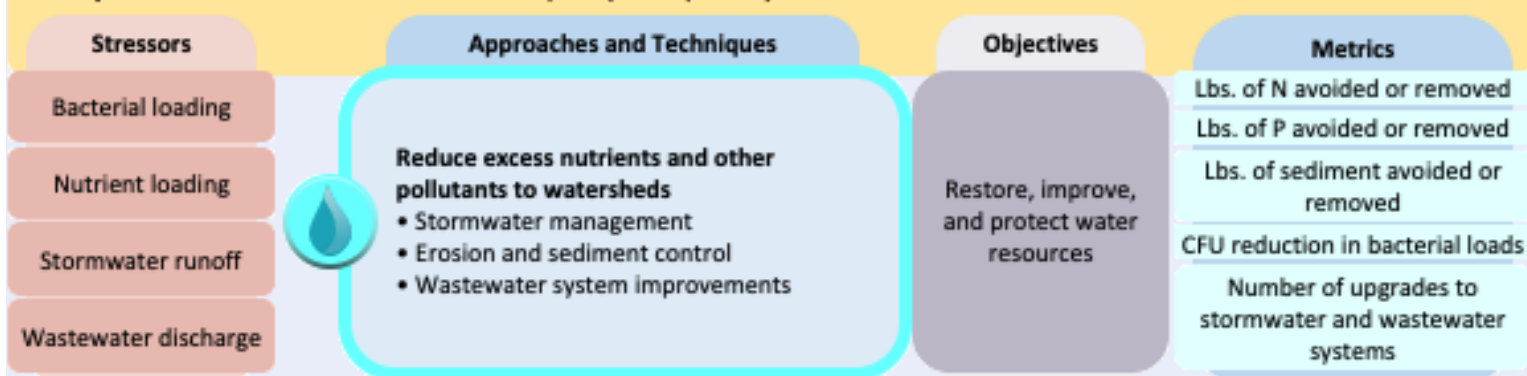 Stressors
Approaches and Techniques
Objectives
Metrics
Bacterial loading
Nutrient loading
Stormwater runoff
Wastewater discharge
Reduce excess nutrients and other
pollutants to watersheds
• Stormwater management
• Erosion and sediment control
• Wastewater system improvements
Restore, improve,
and protect water
resources
Lbs. of N avoided or removed
Lbs. of P avoided or removed
Lbs. of sediment avoided or
removed
CFU reduction in bacterial loads
Number of upgrades to
stormwater and wastewater
systems